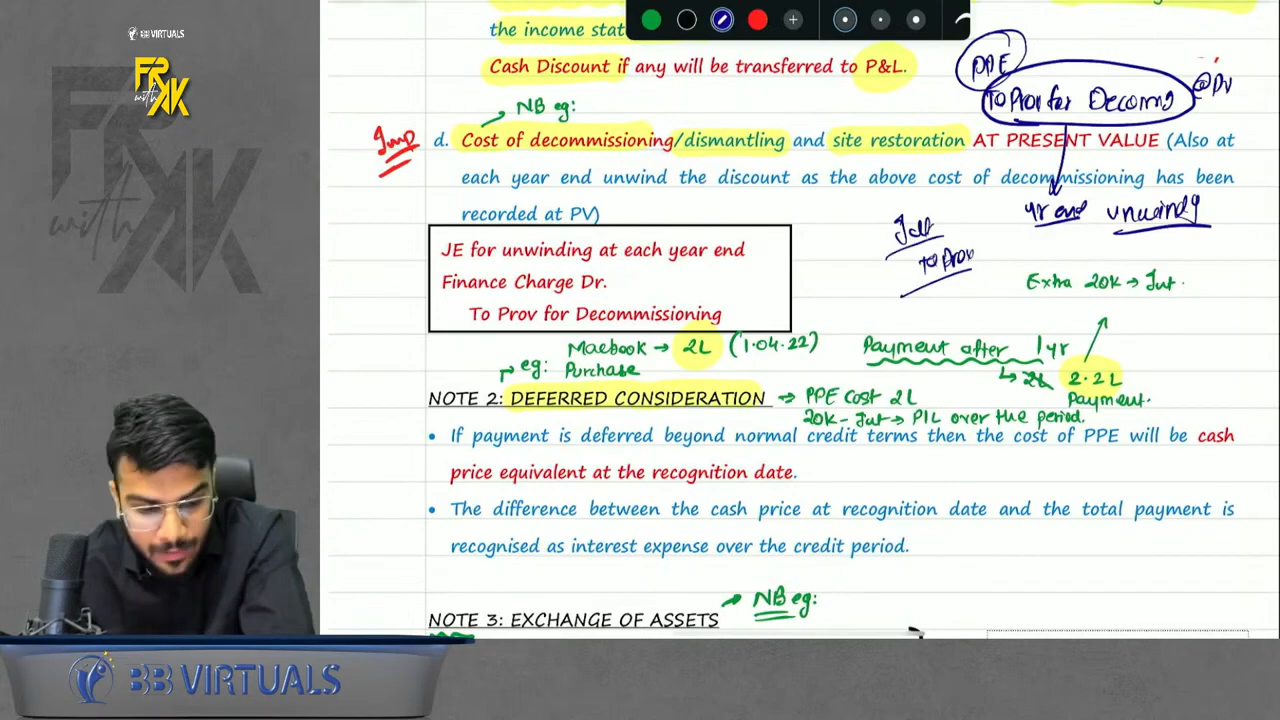 BB VIRTUALS
FR
with
AK
FR
with
AK
the income stat
Cash Discount if any will be transferred to P&L.
PPE
To Prov for Decomng @PV
NB eg:
Imp
d. Cost of decommissioning/dismantling and site restoration AT PRESENT VALUE (Also at
each year end unwind the discount as the above cost of decommissioning has been
recorded at PV)
yr end unwindg
Int
To Prov
JE for unwinding at each year end
Finance Charge Dr.
To Prov for Decommissioning
Extra 20K → Int.
eg: Macbook → 2L (1.04.22)
Purchase
Payment after 1 yr
↳ 2L 2.2L
Payment.
NOTE 2: DEFERRED CONSIDERATION → PPE Cost 2L
20K - Int → P/L over the period.
• If payment is deferred beyond normal credit terms then the cost of PPE will be cash
price equivalent at the recognition date.
• The difference between the cash price at recognition date and the total payment is
recognised as interest expense over the credit period.
NB eg:
NOTE 3: EXCHANGE OF ASSETS
BB VIRTUALS